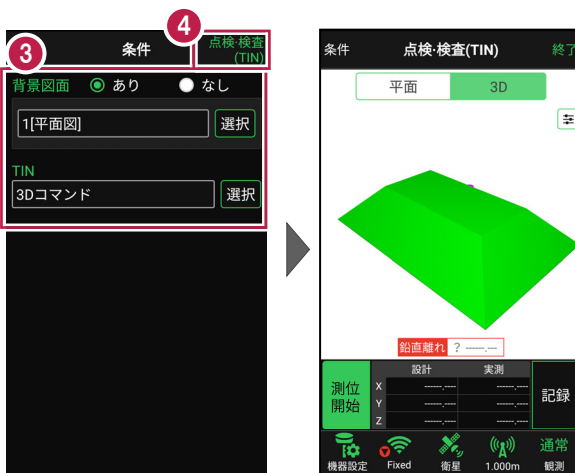 3
4
条件
点検·検査
(TIN)
背景図面 あり なし
1[平面図] 選択
TIN
3Dコマンド 選択
条件 点検·検査(TIN) 終了
平面 3D
鉛直離れ ? ------.---
設計 実測
測位
開始
X ------.--- ------.---
Y ------.--- ------.---
Z ------.--- ------.---
記録
機器設定 Fixed 衛星 1.000m 通常
観測